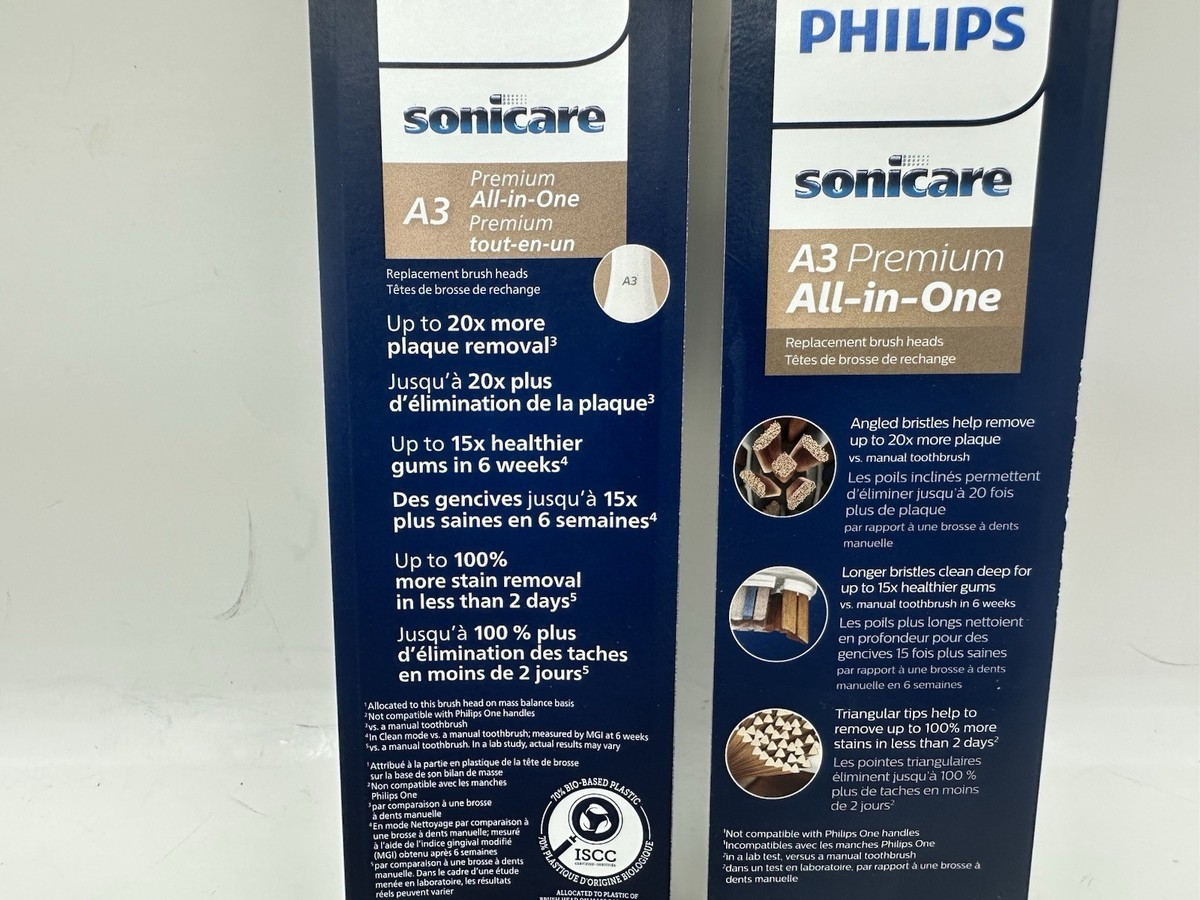 sonicare
A3
Premium
All-in-One
Premium
tout-en-un
Replacement brush heads
Têtes de brosse de rechange
A3
Up to 20x more
plaque removal³
Jusqu'à 20x plus
d'élimination de la plaque³
Up to 15x healthier
gums in 6 weeks⁴
Des gencives jusqu'à 15x
plus saines en 6 semaines⁴
Up to 100%
more stain removal
in less than 2 days⁵
Jusqu'à 100 % plus
d'élimination des taches
en moins de 2 jours⁵
¹Allocated to this brush head on mass balance basis
²Not compatible with Philips One handles
³vs. a manual toothbrush
⁴In Clean mode vs. a manual toothbrush; measured by MGI at 6 weeks
⁵vs. a manual toothbrush. In a lab study, actual results may vary
¹Attribué à la partie en plastique de la tête de brosse
sur la base de son bilan de masse
²Non compatible avec les manches
Philips One
³par comparaison à une brosse
à dents manuelle
⁴En mode Nettoyage par comparaison à
une brosse à dents manuelle; mesuré
à l'aide de l'indice gingival modifié
(MGI) obtenu après 6 semaines
⁵par comparaison à une brosse à dents
manuelle. Dans le cadre d'une étude
menée en laboratoire, les résultats
réels peuvent varier
70% BIO-BASED PLASTIC
ISCC
70% PLASTIQUE D'ORIGINE BIOLOGIQUE
ALLOCATED TO PLASTIC OF
PHILIPS
sonicare
A3 Premium
All-in-One
Replacement brush heads
Têtes de brosse de rechange
Angled bristles help remove
up to 20x more plaque
vs. manual toothbrush
Les poils inclinés permettent
d'éliminer jusqu'à 20 fois
plus de plaque
par rapport à une brosse à dents
manuelle
Longer bristles clean deep for
up to 15x healthier gums
vs. manual toothbrush in 6 weeks
Les poils plus longs nettoient
en profondeur pour des
gencives 15 fois plus saines
par rapport à une brosse à dents
manuelle en 6 semaines
Triangular tips help to
remove up to 100% more
stains in less than 2 days²
Les pointes triangulaires
éliminent jusqu'à 100 %
plus de taches en moins
de 2 jours²
¹Not compatible with Philips One handles
¹Incompatibles avec les manches Philips One
²in a lab test, versus a manual toothbrush
²dans un test en laboratoire, par rapport à une brosse à
dents manuelle